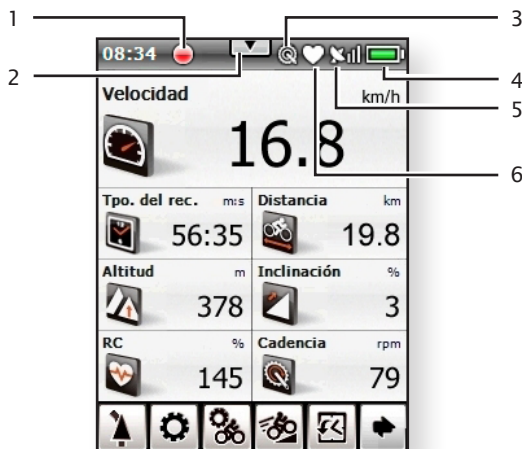 1
3
08:34
2
4
5
Velocidad km/h
16.8
6
Tpo. del rec. m:s Distancia km
56:35 19.8
Altitud m Inclinación %
378 3
RC % Cadencia rpm
145 79